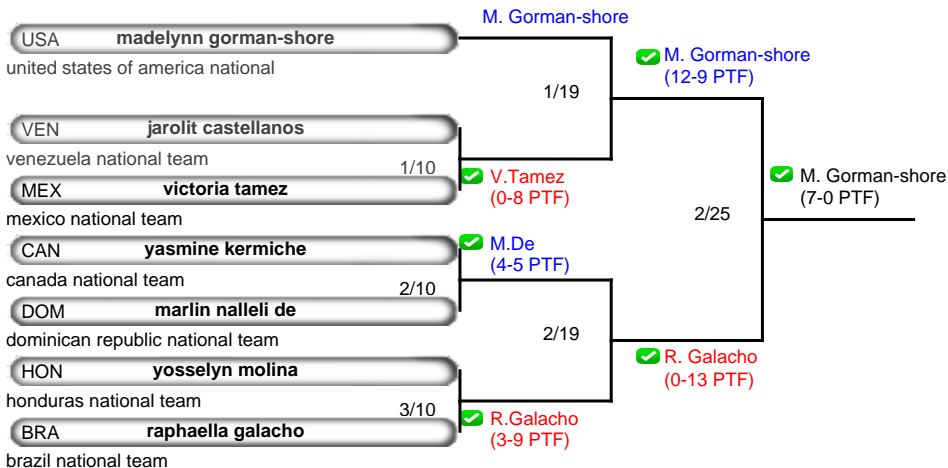 M. Gorman-shore
USA madelynn gorman-shore
united states of america national
M. Gorman-shore
(12-9 PTF)
1/19
VEN jarolit castellanos
venezuela national team
1/10
MEX victoria tamez
mexico national team
V.Tamez
(0-8 PTF)
M. Gorman-shore
(7-0 PTF)
2/25
CAN yasmine kermiche
canada national team
M.De
(4-5 PTF)
2/10
DOM marlin nalleli de
dominican republic national team
2/19
R. Galacho
(0-13 PTF)
HON yosselyn molina
honduras national team
3/10
BRA raphaella galacho
brazil national team
R.Galacho
(3-9 PTF)